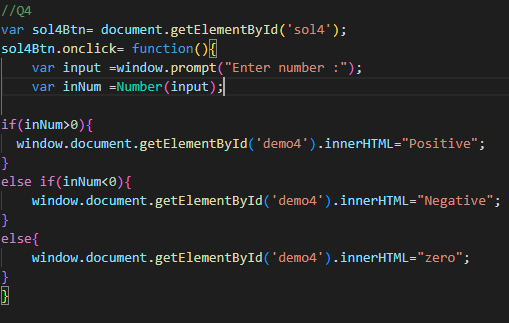 //Q4
var sol4Btn= document.getElementById('sol4');
sol4Btn.onclick= function(){
    var input =window.prompt("Enter number :");
    var inNum =Number(input);

if(inNum>0){
  window.document.getElementById('demo4').innerHTML="Positive";
}
else if(inNum<0){
    window.document.getElementById('demo4').innerHTML="Negative";
}
else{
    window.document.getElementById('demo4').innerHTML="zero";
}
}